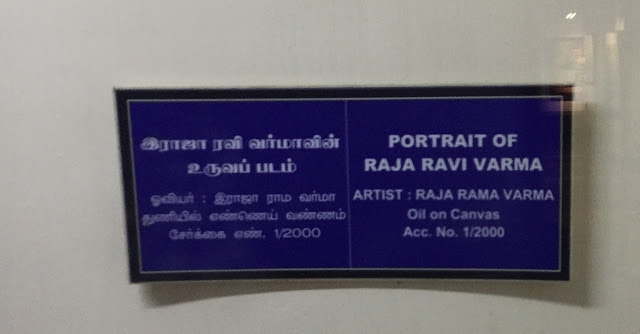 இராஜா ரவி வர்மாவின்
உருவப் படம்
ஓவியர் : இராஜா ராம வர்மா
துணியில் எண்ணெய் வண்ணம்
சேர்க்கை எண். 1/2000
PORTRAIT OF
RAJA RAVI VARMA
ARTIST : RAJA RAMA VARMA
Oil on Canvas
Acc. No. 1/2000